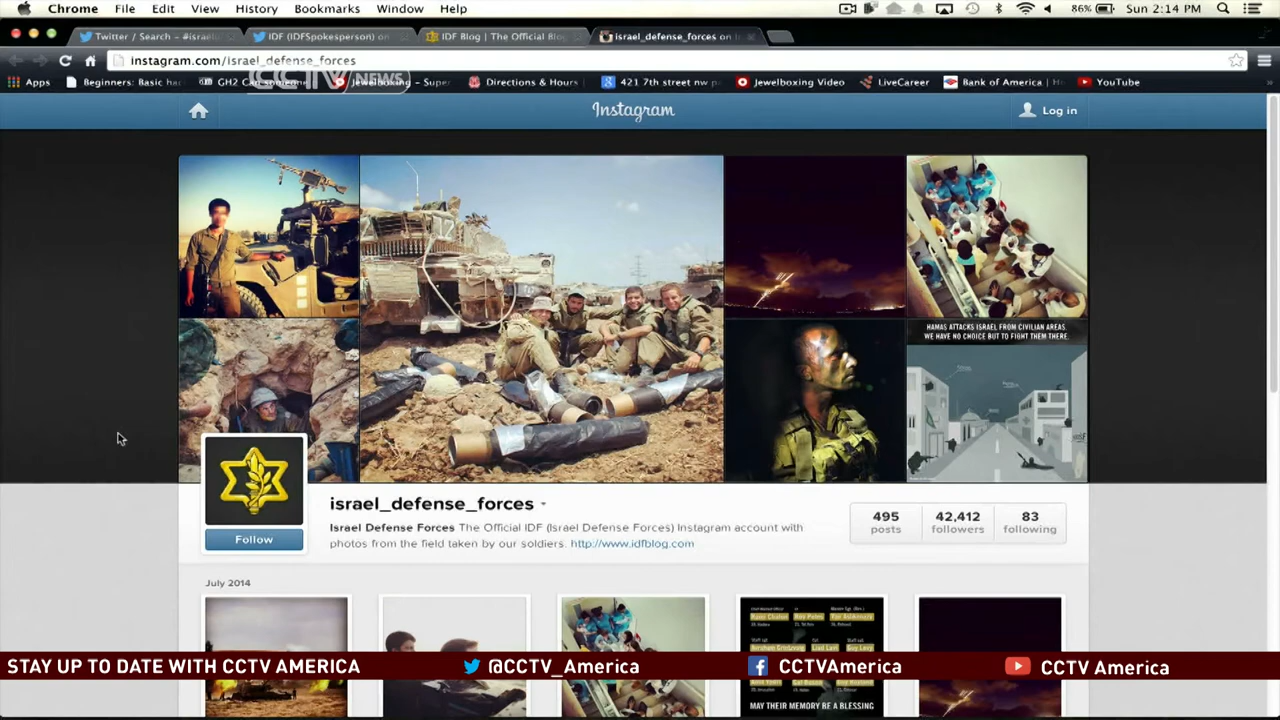 Chrome File Edit View History Bookmarks Window Help 86% Sun 2:14 PM
Twitter / Search - #israel IDF (IDFSpokesperson) on IDF Blog | The Official Blog israel_defense_forces on
instagram.com/israel_defense_forces
CCTV NEWS
Apps Beginners: Basic Jewelboxing - Super Directions & Hours 421 7th street nw Jewelboxing Video LiveCareer Bank of America YouTube
Instagram
Log in
HAMAS ATTACKS ISRAEL FROM CIVILIAN AREAS.
WE HAVE NO CHOICE BUT TO FIGHT THEM THERE.
israel_defense_forces
Israel Defense Forces The Official IDF (Israel Defense Forces) Instagram account with
photos from the field taken by our soldiers. http://www.idfblog.com
Follow
495 42,412 83
posts followers following
July 2014
STAY UP TO DATE WITH CCTV AMERICA @CCTV_America CCTVAmerica CCTV America
MAY THEIR MEMORY BE A BLESSING